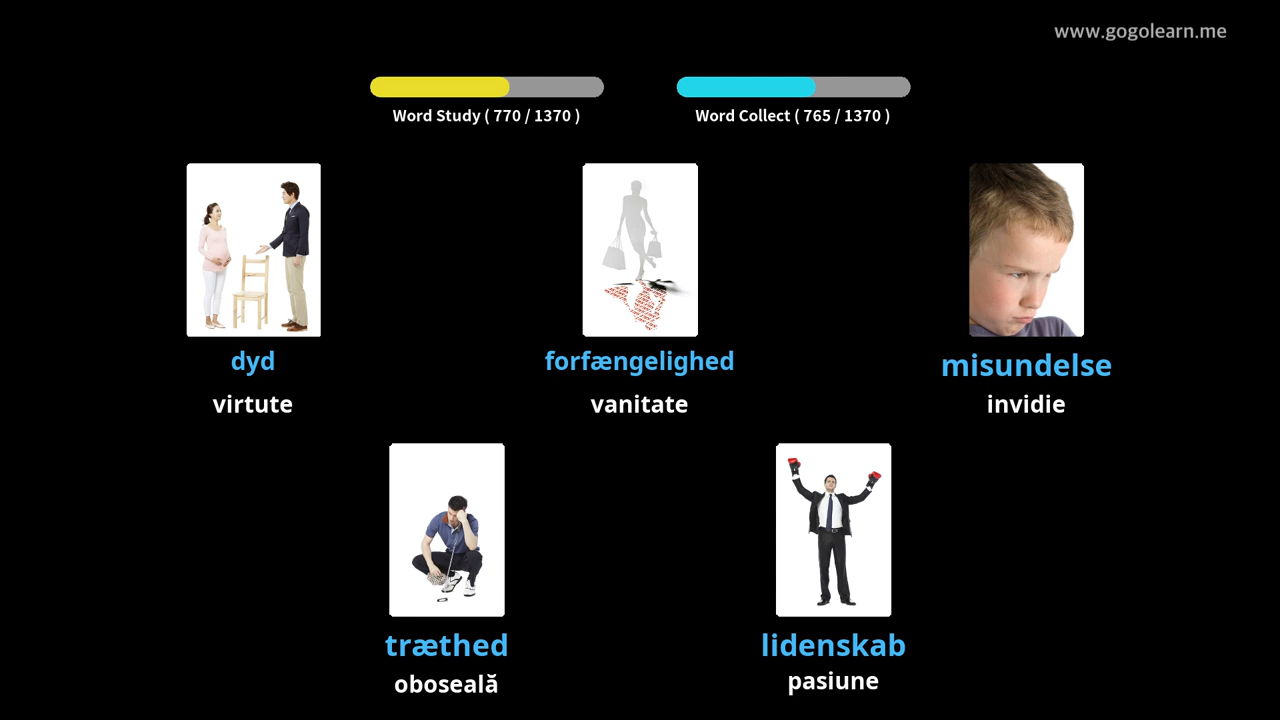 www.gogolearn.me
Word Study ( 770 / 1370 )
Word Collect ( 765 / 1370 )
dyd
virtute
forfængelighed
vanitate
misundelse
invidie
træthed
oboseală
lidenskab
pasiune